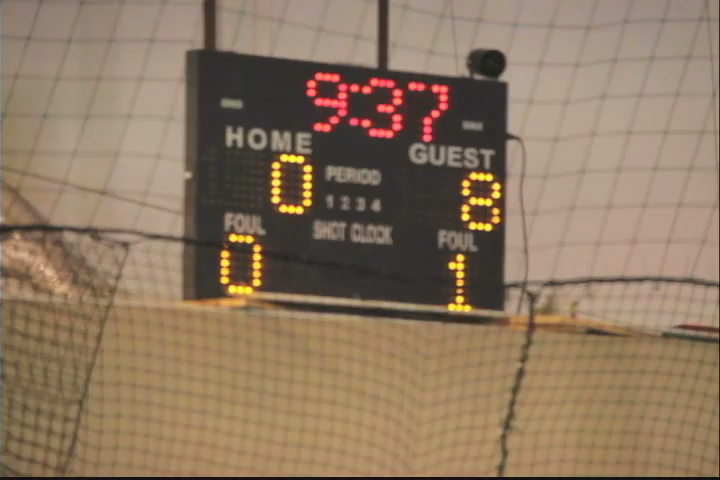 9:37
HOME
GUEST
0
PERIOD
8
1 2 3 4
FOUL
SHOT CLOCK
FOUL
0
1